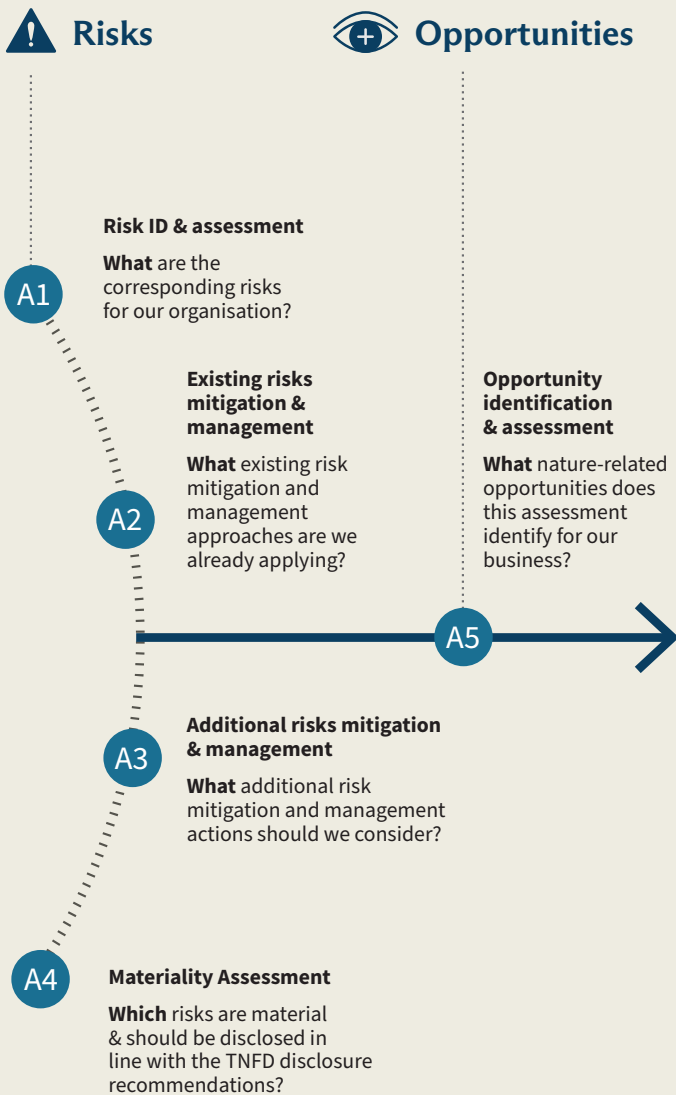 Risks
Opportunities
A1
Risk ID & assessment
What are the
corresponding risks
for our organisation?
A2
Existing risks
mitigation &
management
What existing risk
mitigation and
management
approaches are we
already applying?
Opportunity
identification
& assessment
What nature-related
opportunities does
this assessment
identify for our
business?
A5
A3
Additional risks mitigation
& management
What additional risk
mitigation and management
actions should we consider?
A4
Materiality Assessment
Which risks are material
& should be disclosed in
line with the TNFD disclosure
recommendations?